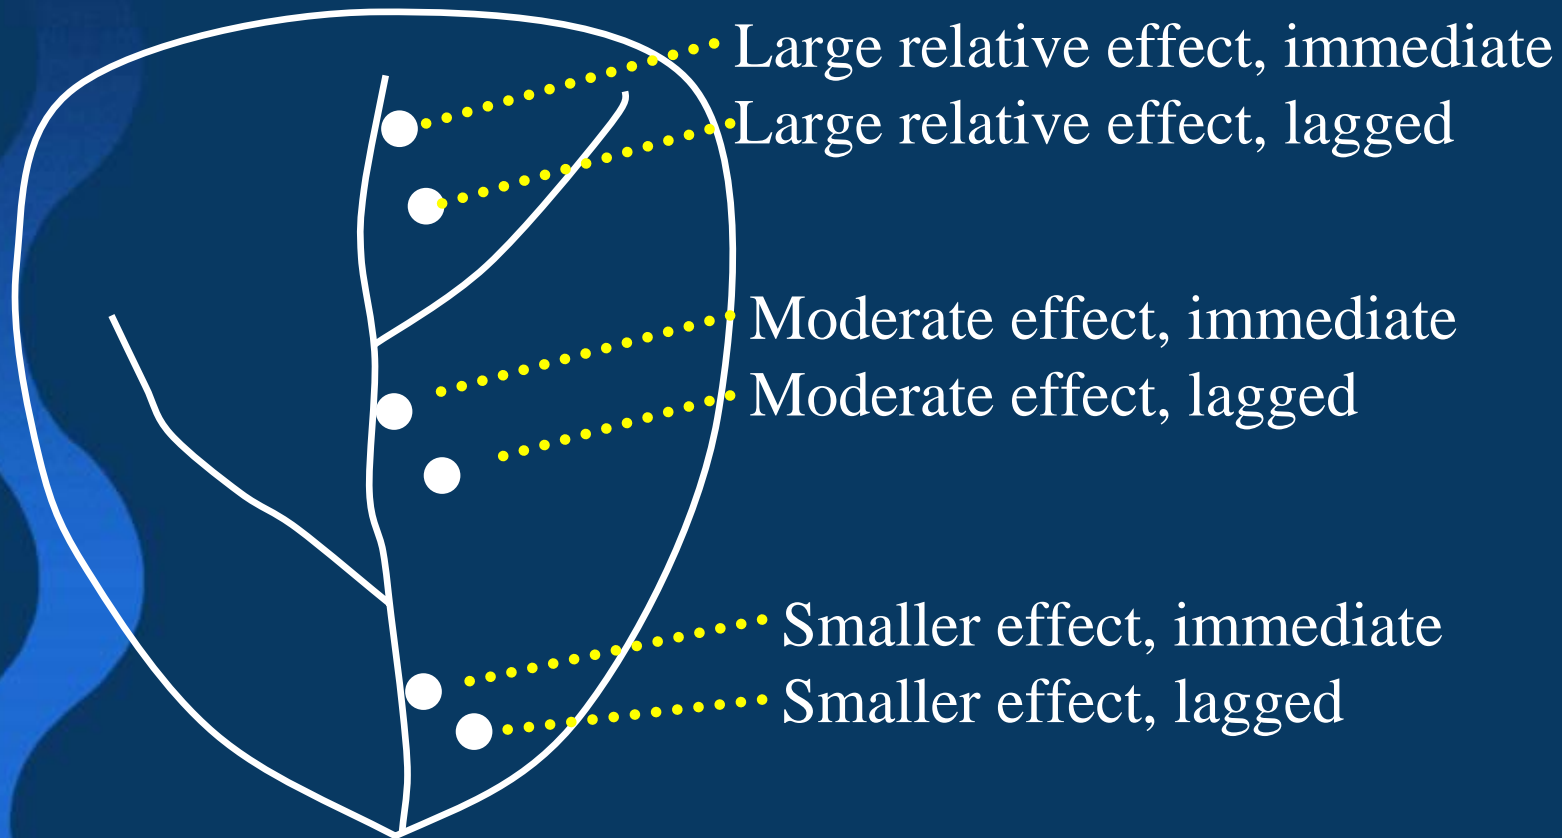 Large relative effect, immediate
Large relative effect, lagged
Moderate effect, immediate
Moderate effect, lagged
Smaller effect, immediate
Smaller effect, lagged